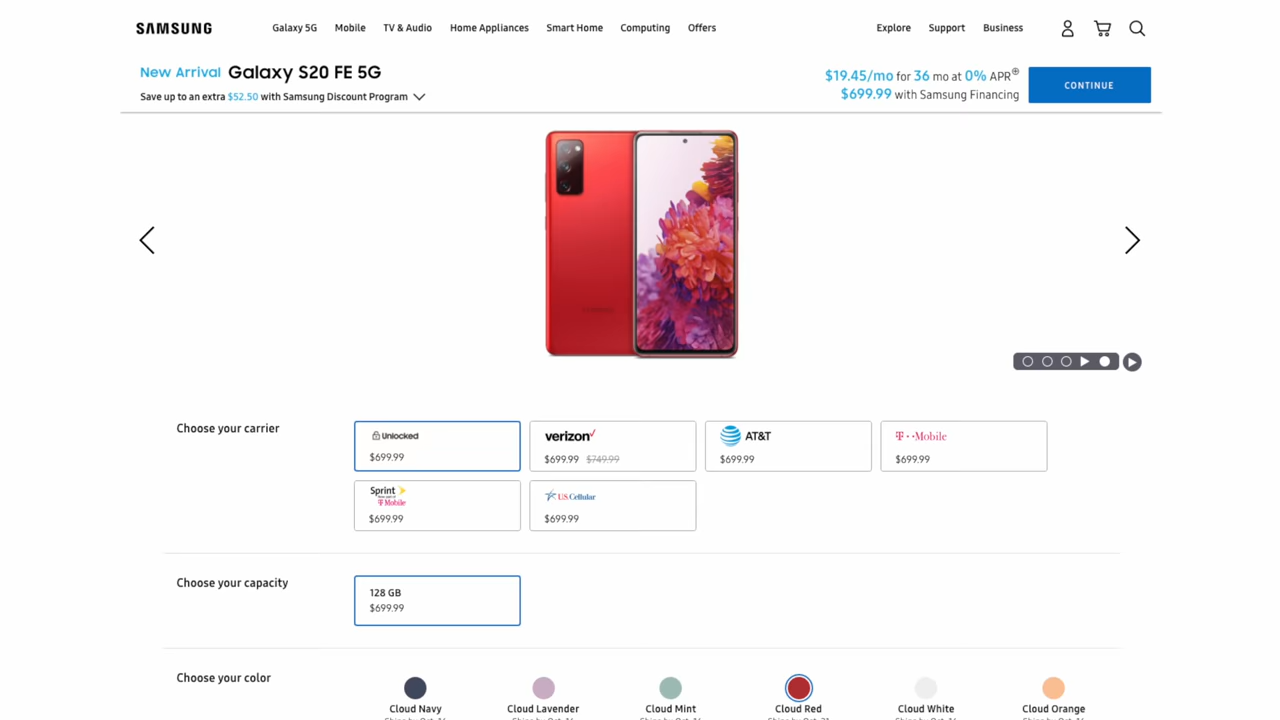 SAMSUNG
Galaxy 5G Mobile TV & Audio Home Appliances Smart Home Computing Offers Explore Support Business
New Arrival Galaxy S20 FE 5G
Save up to an extra $52.50 with Samsung Discount Program
$19.45/mo for 36 mo at 0% APR⊕
$699.99 with Samsung Financing
CONTINUE
Choose your carrier
Unlocked
$699.99
verizon
$699.99 $749.99
AT&T
$699.99
T-Mobile
$699.99
Sprint
T Mobile
$699.99
US Cellular
$699.99
Choose your capacity
128 GB
$699.99
Choose your color
Cloud Navy
Cloud Lavender
Cloud Mint
Cloud Red
Cloud White
Cloud Orange